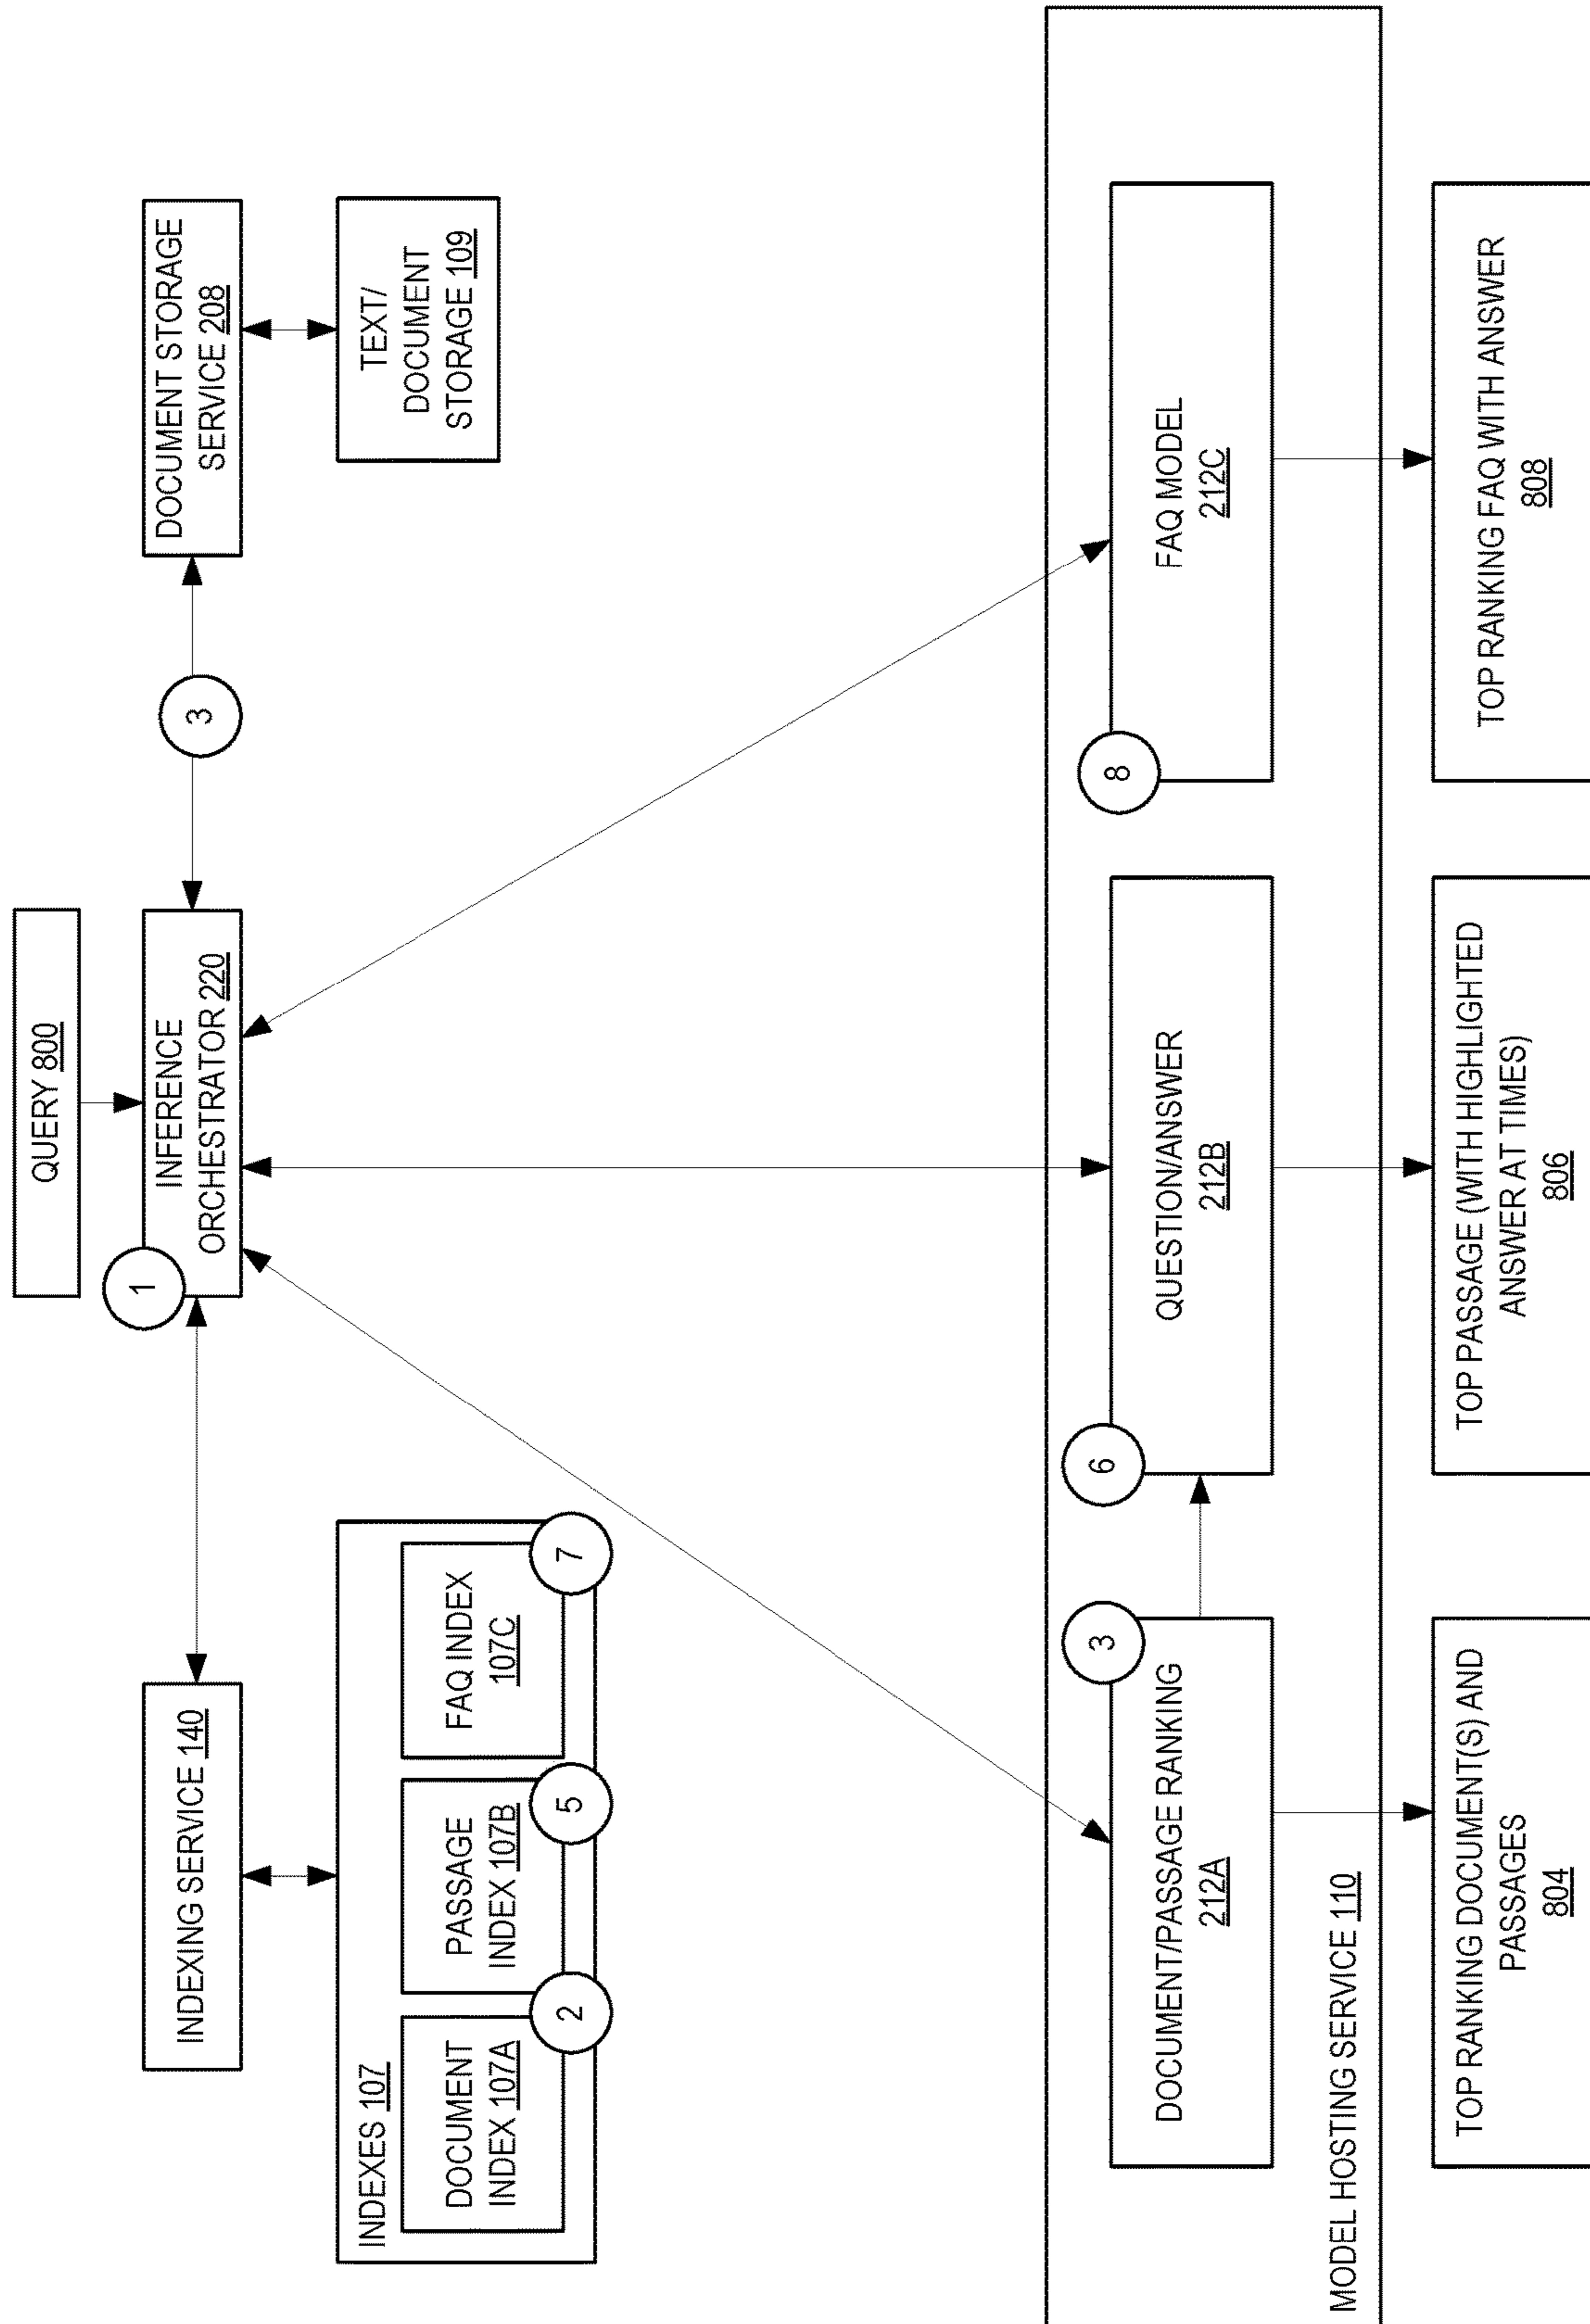 QUERY 800
1
INFERENCE
ORCHESTRATOR 220
INDEXING SERVICE 140
3
DOCUMENT STORAGE
SERVICE 208
INDEXES 107
DOCUMENT
INDEX 107A
2
PASSAGE
INDEX 107B
5
FAQ INDEX
107C
7
TEXT/
DOCUMENT
STORAGE 109
3
DOCUMENT/PASSAGE RANKING
212A
6
QUESTION/ANSWER
212B
8
FAQ MODEL
212C
MODEL HOSTING SERVICE 110
TOP RANKING DOCUMENT(S) AND
PASSAGES
804
TOP PASSAGE (WITH HIGHLIGHTED
ANSWER AT TIMES)
806
TOP RANKING FAQ WITH ANSWER
808